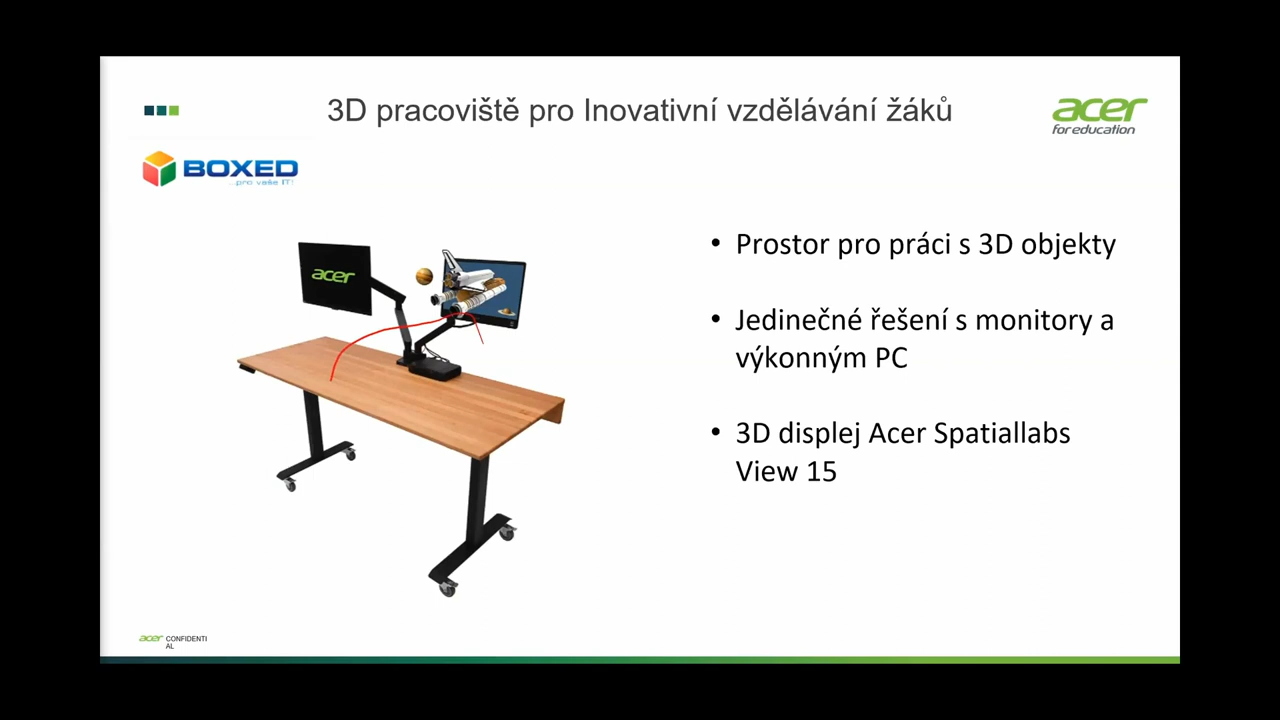 3D pracoviště pro Inovativní vzdělávání žáků
acer
for education
BOXED
...pro vaše IT!
acer
• Prostor pro práci s 3D objekty
• Jedinečné řešení s monitory a
výkonným PC
• 3D displej Acer Spatiallabs
View 15
acer CONFIDENTI
AL